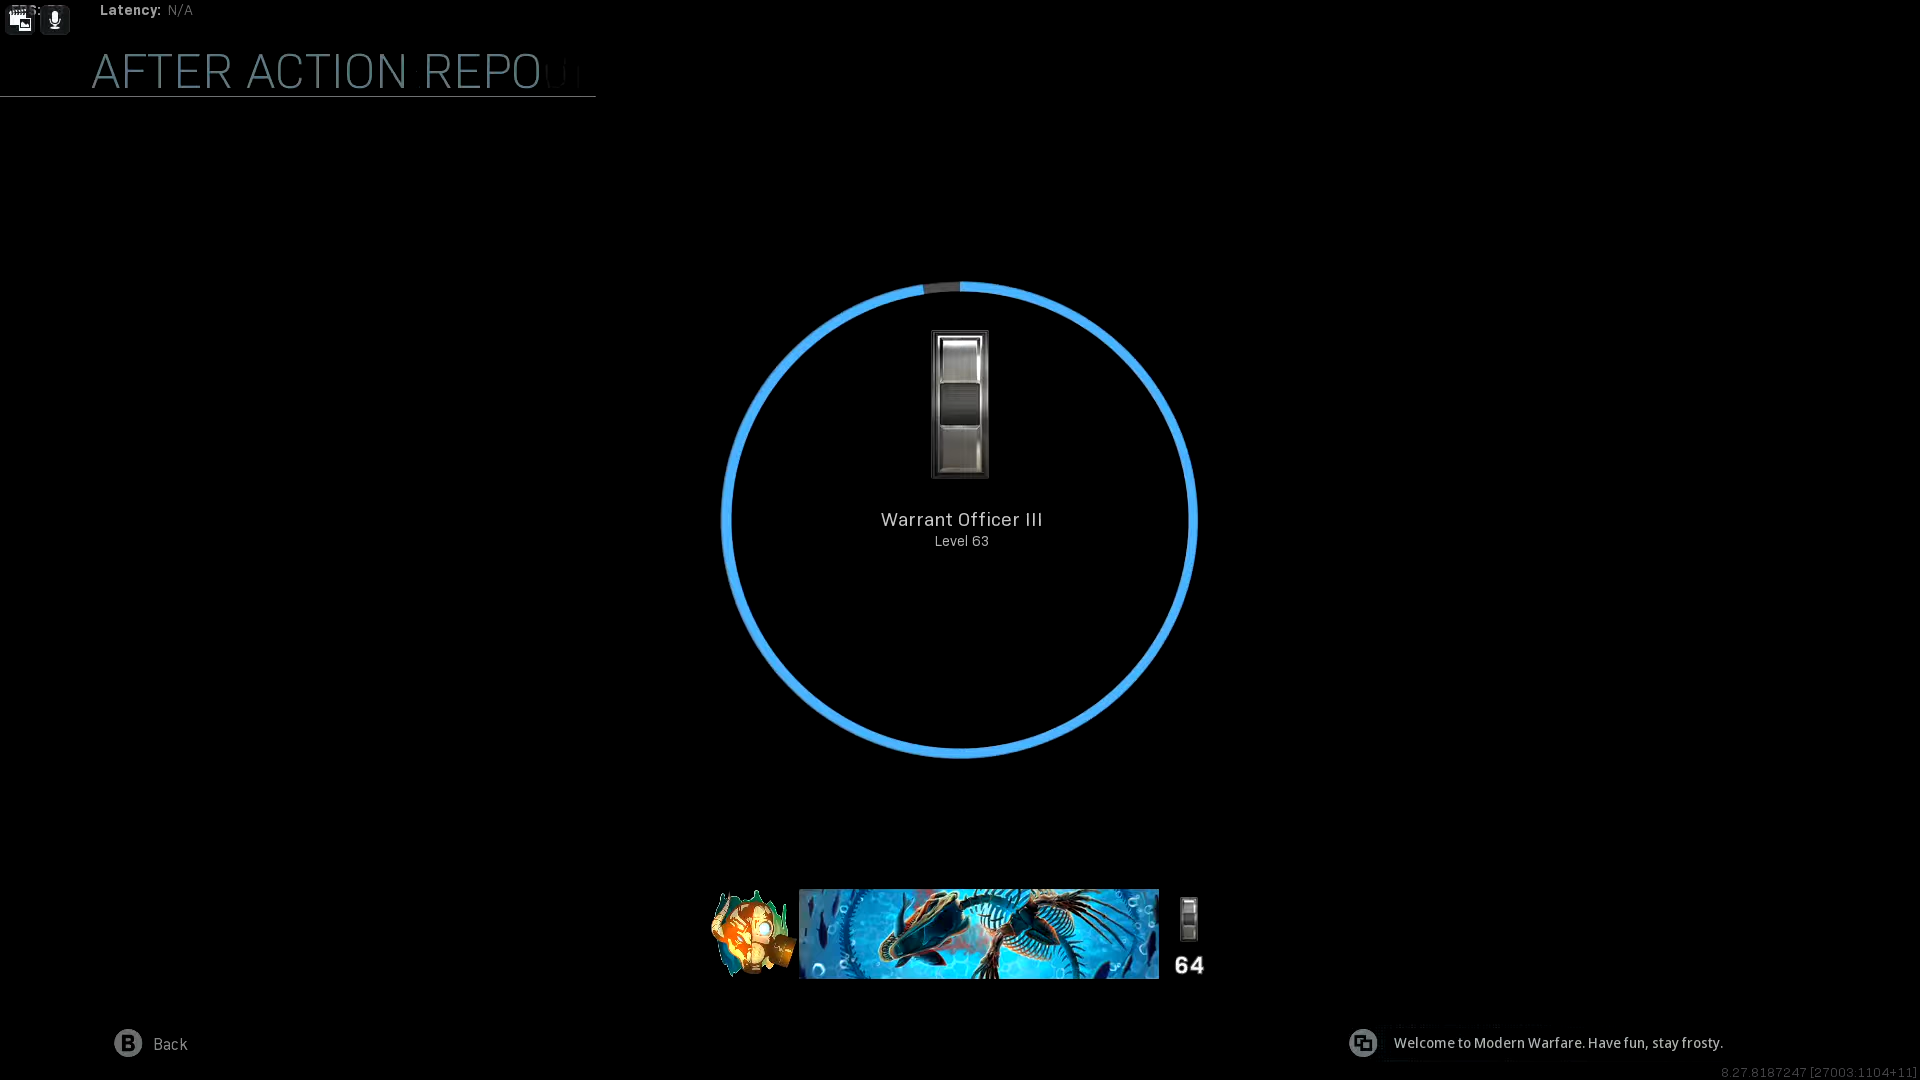 Latency: N/A
AFTER ACTION REPO
Warrant Officer III
Level 63
64
B Back
Welcome to Modern Warfare. Have fun, stay frosty.
8.27.8187247 [27003:1104+11]